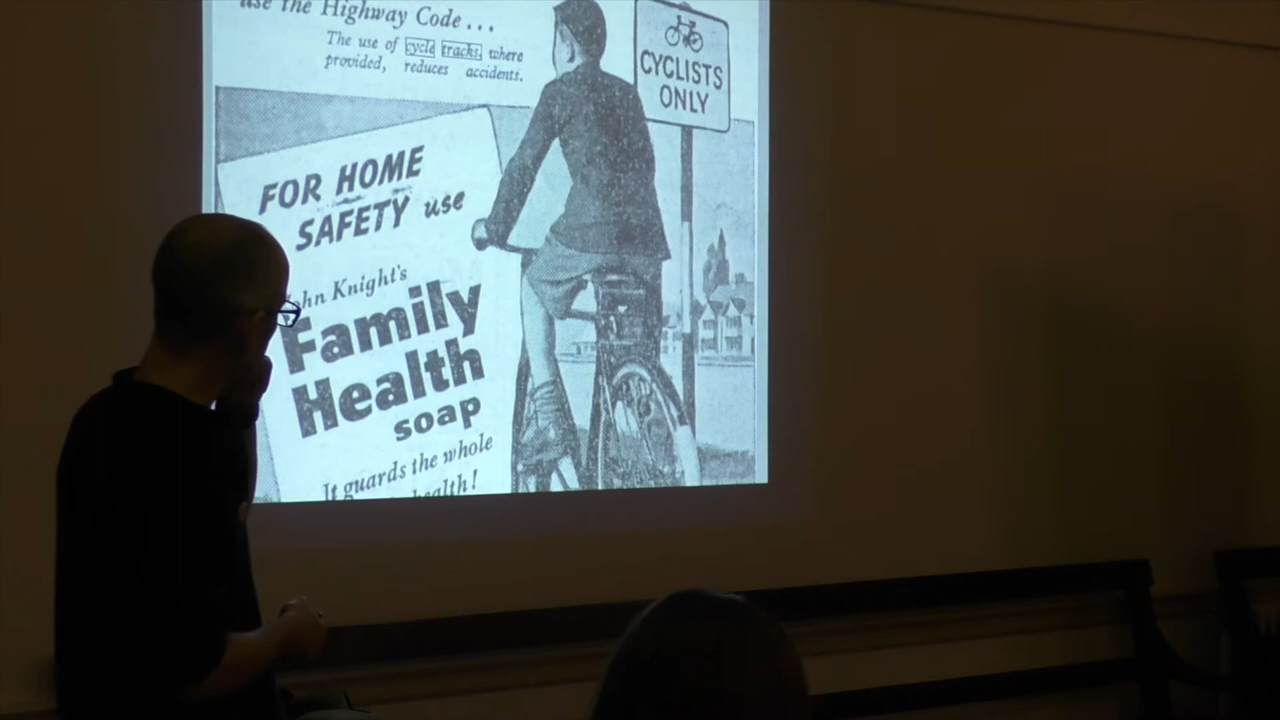 use the Highway Code...
The use of cycle tracks, where
provided, reduces accidents.
CYCLISTS
ONLY
FOR HOME
SAFETY use
John Knight's
Family
Health
soap
It guards the whole
health!